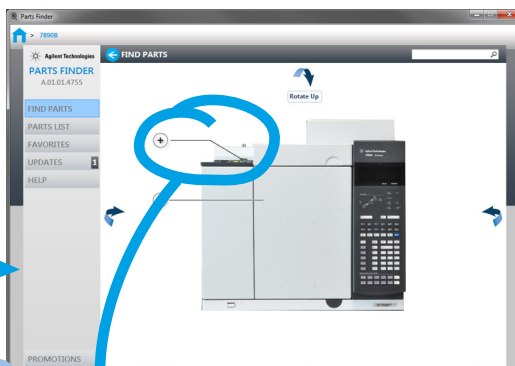 Parts Finder
> 7890B
Agilent Technologies
FIND PARTS
PARTS FINDER
A.01.01.4755
Rotate Up
FIND PARTS
PARTS LIST
FAVORITES
UPDATES 1
HELP
Agilent Technologies
PROMOTIONS